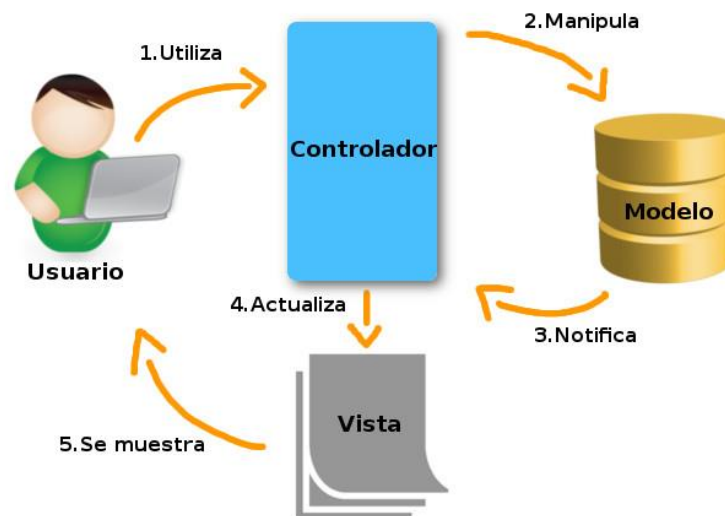 1.Utiliza
2.Manipula
Controlador
Modelo
Usuario
4.Actualiza
3.Notifica
Vista
5.Se muestra